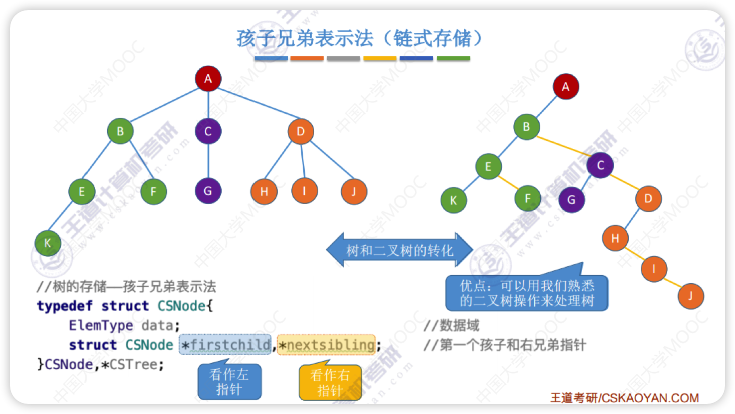 孩子兄弟表示法（链式存储）
A
B
C
D
E
F
G
H
I
J
K
A
B
E
C
K
F
G
D
H
I
J
树和二叉树的转化
优点：可以用我们熟悉
的二叉树操作来处理树
//树的存储——孩子兄弟表示法
typedef struct CSNode{
ElemType data; //数据域
struct CSNode *firstchild,*nextsibling; //第一个孩子和右兄弟指针
}CSNode,*CSTree;
看作左
指针
看作右
指针
王道考研/CSKAOYAN.COM
中国大学MOOC
王道计算机考研
www.cskaoyan.com